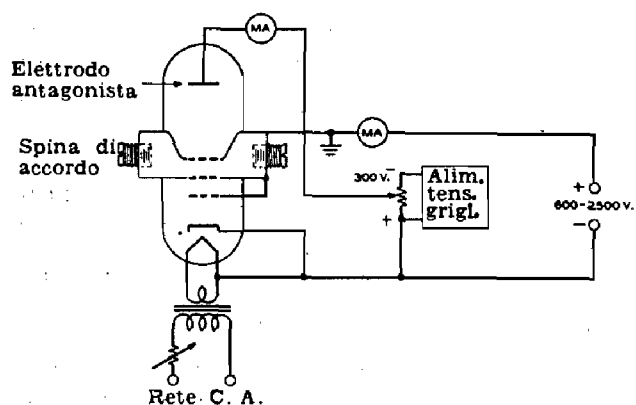 MA
Elettrodo
antagonista
Spina di
accordo
MA
300 V.
-
+
Alim.
tens.
grigl.
+
600-2500 V.
-
Rete C. A.